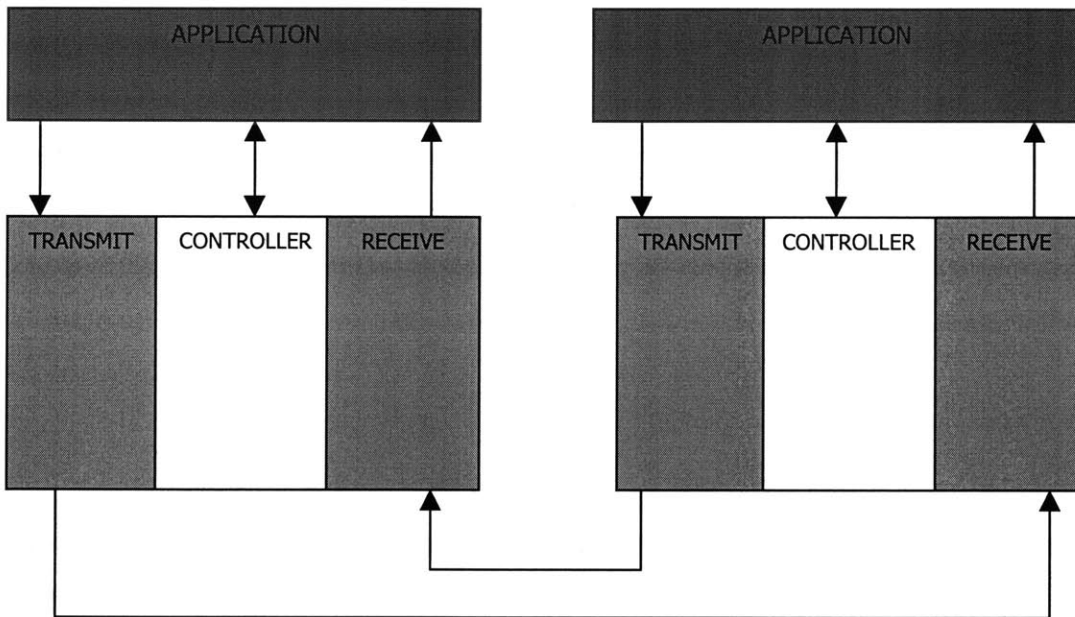 APPLICATION
APPLICATION
TRANSMIT CONTROLLER RECEIVE
TRANSMIT CONTROLLER RECEIVE